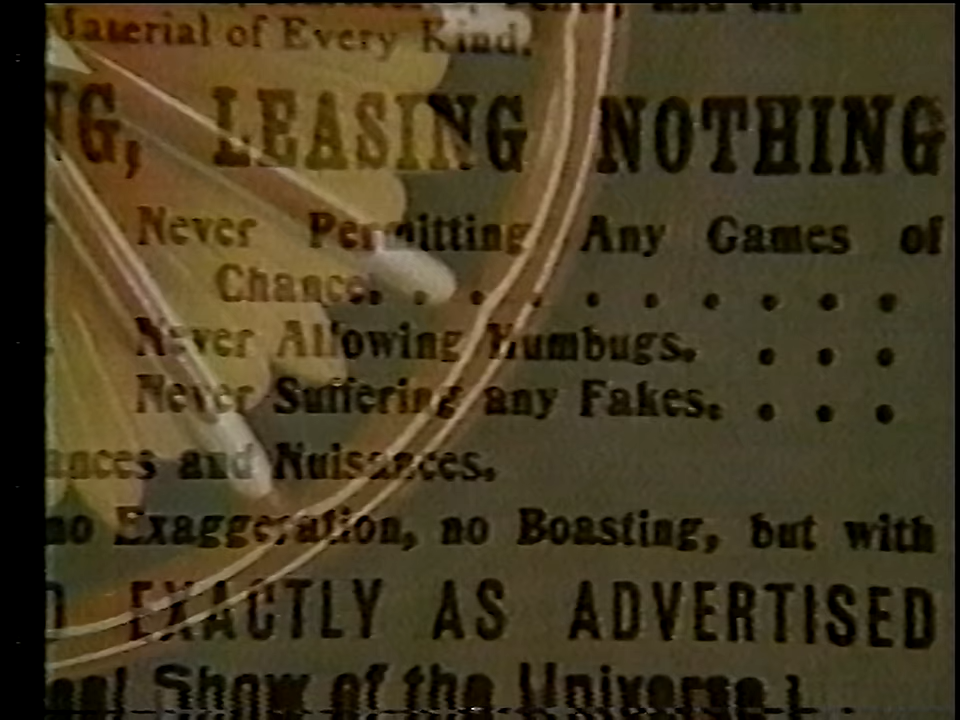 Material of Every Kind.
NG, LEASING NOTHING
Never Permitting Any Games of
Chance. . . . . . . . . .
Never Allowing Humbugs. . . .
Never Suffering any Fakes. . . .
ances and Nuisances.
no Exaggeration, no Boasting, but with
D EXACTLY AS ADVERTISED
Show of the Universe